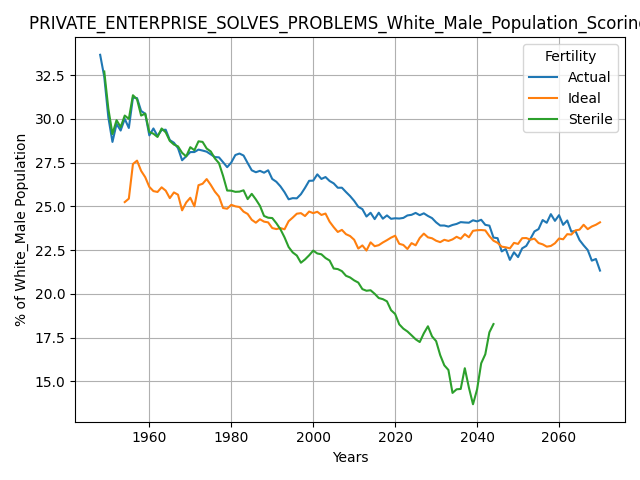 PRIVATE_ENTERPRISE_SOLVES_PROBLEMS_White_Male_Population_Scorin
Fertility
Actual
Ideal
Sterile
% of White_Male Population
32.5
30.0
27.5
25.0
22.5
20.0
17.5
15.0
1960
1980
2000
2020
2040
2060
Years